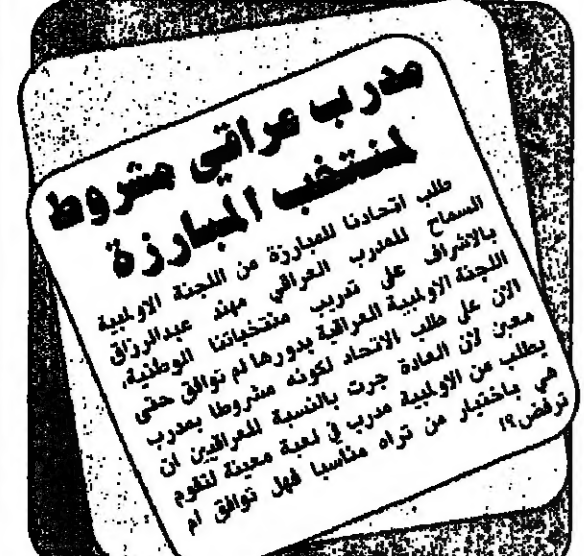 مدرب عراقي مشروط
لمنتخب المبارزة
طلب اتحادنا للمبارزة من اللجنة الاولمبية
السماح للمدرب العراقي مهند عبدالرزاق
بالاشراف على تدريب منتخباتنا الوطنية.
اللجنة الاولمبية العراقية بدورها لم توافق حتى
الان على طلب الاتحاد لكونه مشروطا بمدرب
معين لان العادة جرت بالنسبة للعراقيين ان
يطلب من الاولمبية مدرب في لعبة معينة لتقوم
هي باختيار من تراه مناسبا فهل توافق ام
ترفض؟!